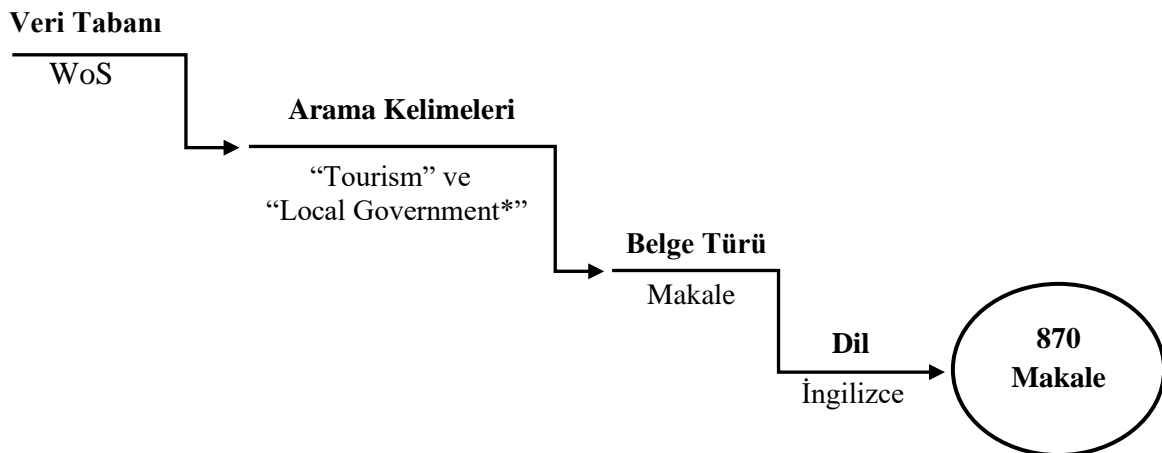 Veri Tabanı
WoS
Arama Kelimeleri
“Tourism” ve
“Local Government*”
Belge Türü
Makale
Dil
İngilizce
870
Makale